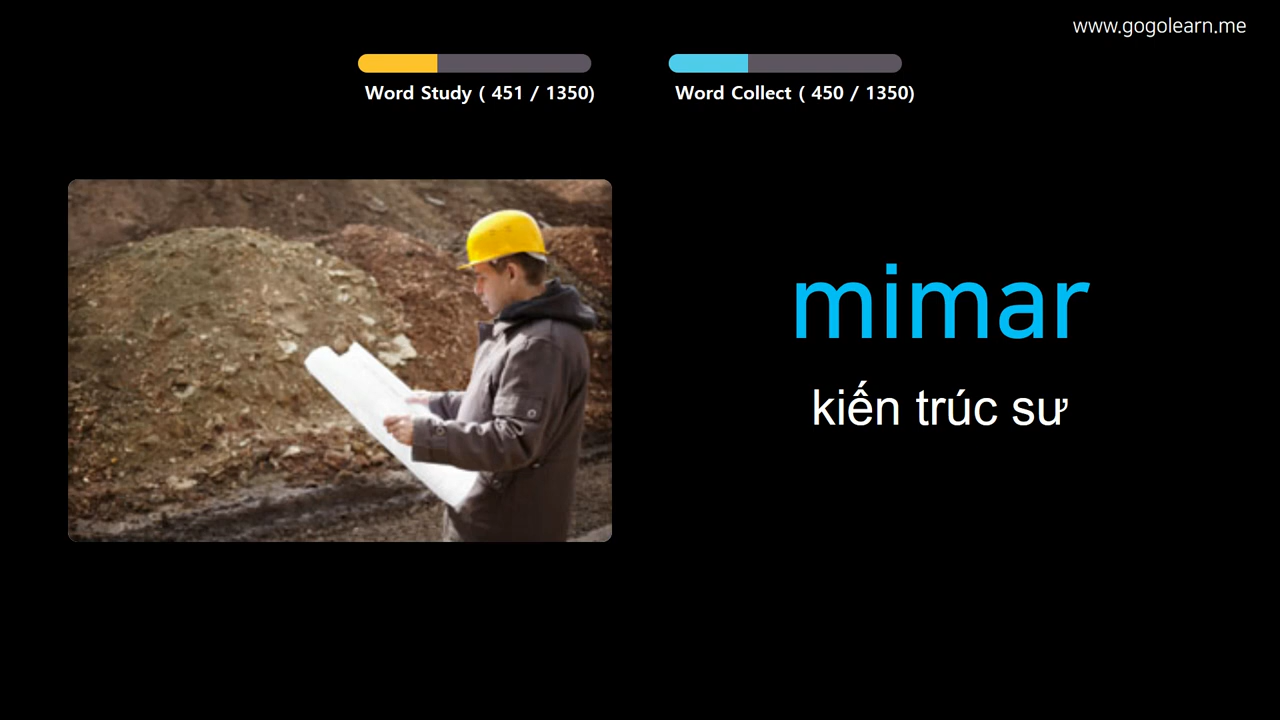 www.gogolearn.me
Word Study ( 451 / 1350)
Word Collect ( 450 / 1350)
mimar
kiến trúc sư